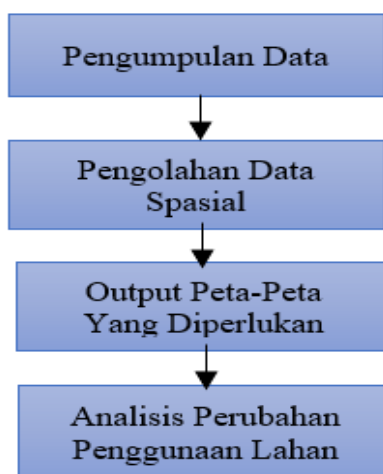 Pengumpulan Data
Pengolahan Data
Spasial
Output Peta-Peta
Yang Diperlukan
Analisis Perubahan
Penggunaan Lahan